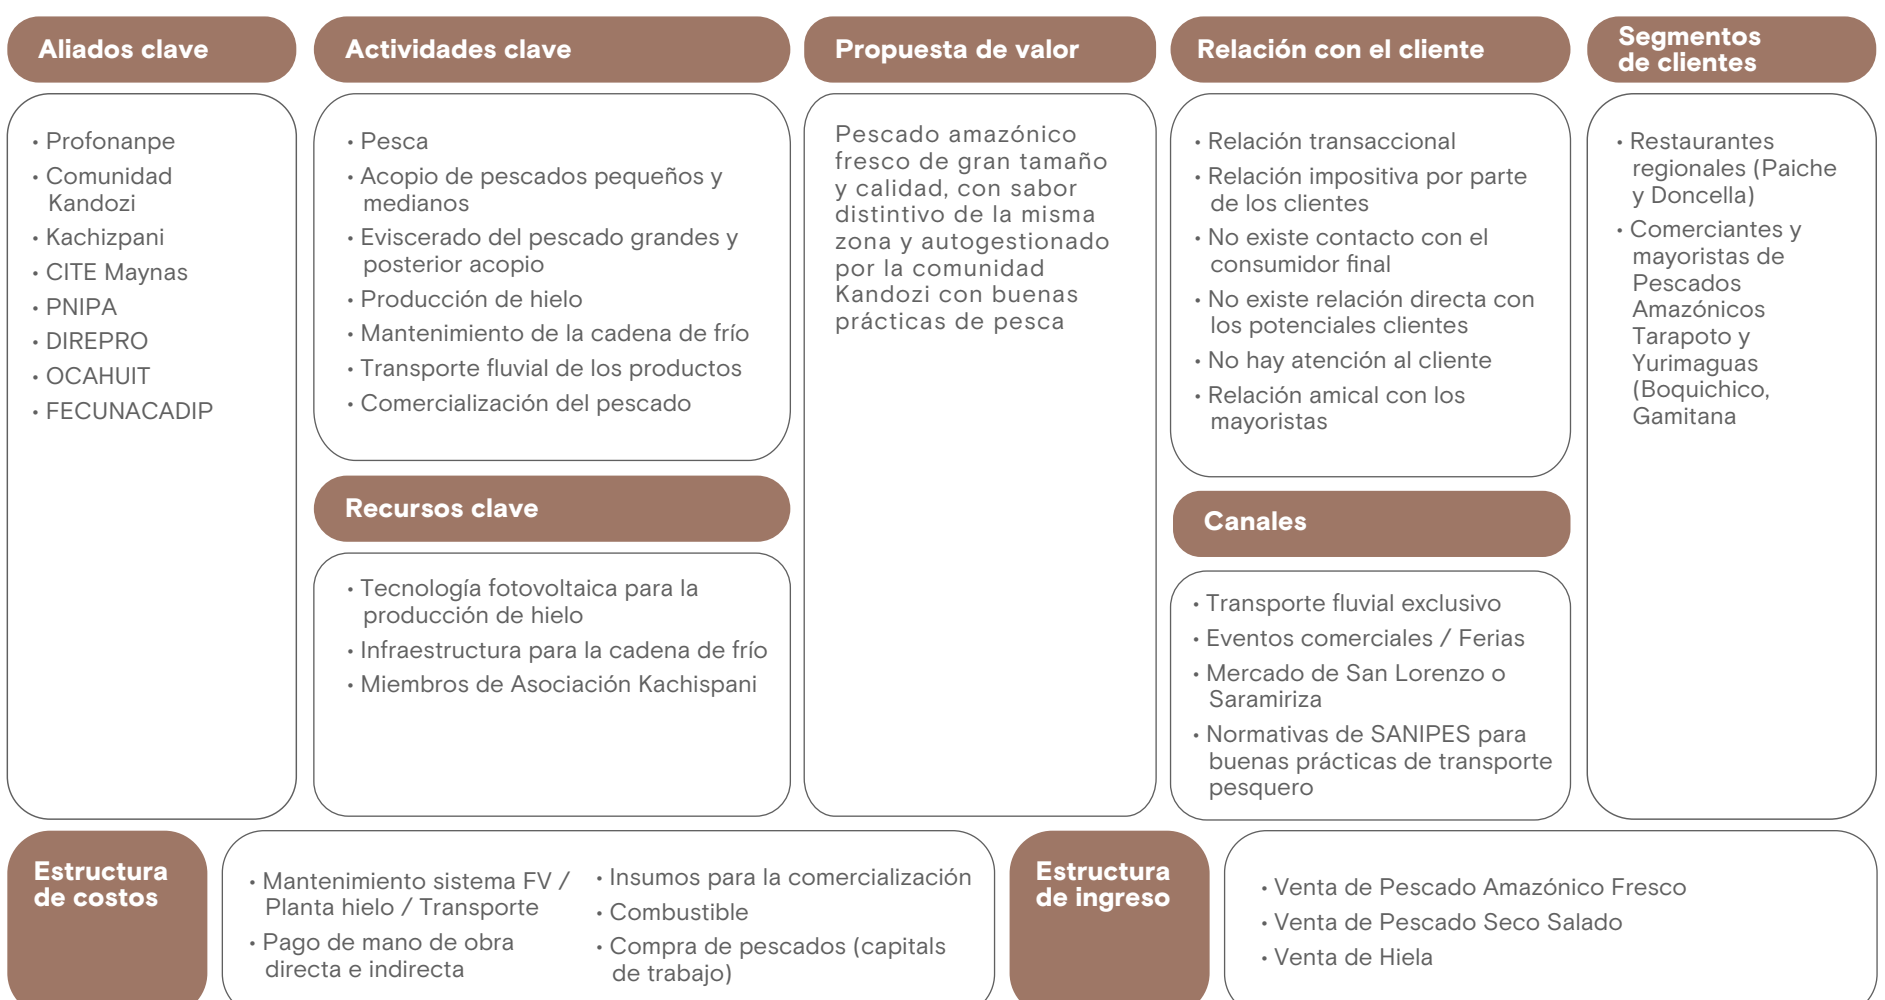 Aliados clave
• Profonanpe
• Comunidad
Kandozi
• Kachizpani
• CITE Maynas
• PNIPA
• DIREPRO
• OCAHUIT
• FECUNACADIP
Actividades clave
• Pesca
• Acopio de pescados pequeños y
medianos
• Eviscerado del pescado grandes y
posterior acopio
• Producción de hielo
• Mantenimiento de la cadena de frío
• Transporte fluvial de los productos
• Comercialización del pescado
Recursos clave
• Tecnología fotovoltaica para la
producción de hielo
• Infraestructura para la cadena de frío
• Miembros de Asociación Kachispani
Propuesta de valor
Pescado amazónico
fresco de gran tamaño
y calidad, con sabor
distintivo de la misma
zona y autogestionado
por la comunidad
Kandozi con buenas
prácticas de pesca
Relación con el cliente
• Relación transaccional
• Relación impositiva por parte
de los clientes
• No existe contacto con el
consumidor final
• No existe relación directa con
los potenciales clientes
• No hay atención al cliente
• Relación amical con los
mayoristas
Canales
• Transporte fluvial exclusivo
• Eventos comerciales / Ferias
• Mercado de San Lorenzo o
Saramiriza
• Normativas de SANIPES para
buenas prácticas de transporte
pesquero
Segmentos
de clientes
• Restaurantes
regionales (Paiche
y Doncella)
• Comerciantes y
mayoristas de
Pescados
Amazónicos
Tarapoto y
Yurimaguas
(Boquichico,
Gamitana
Estructura
de costos
• Mantenimiento sistema FV /
Planta hielo / Transporte
• Pago de mano de obra
directa e indirecta
• Insumos para la comercialización
• Combustible
• Compra de pescados (capitals
de trabajo)
Estructura
de ingreso
• Venta de Pescado Amazónico Fresco
• Venta de Pescado Seco Salado
• Venta de Hiela